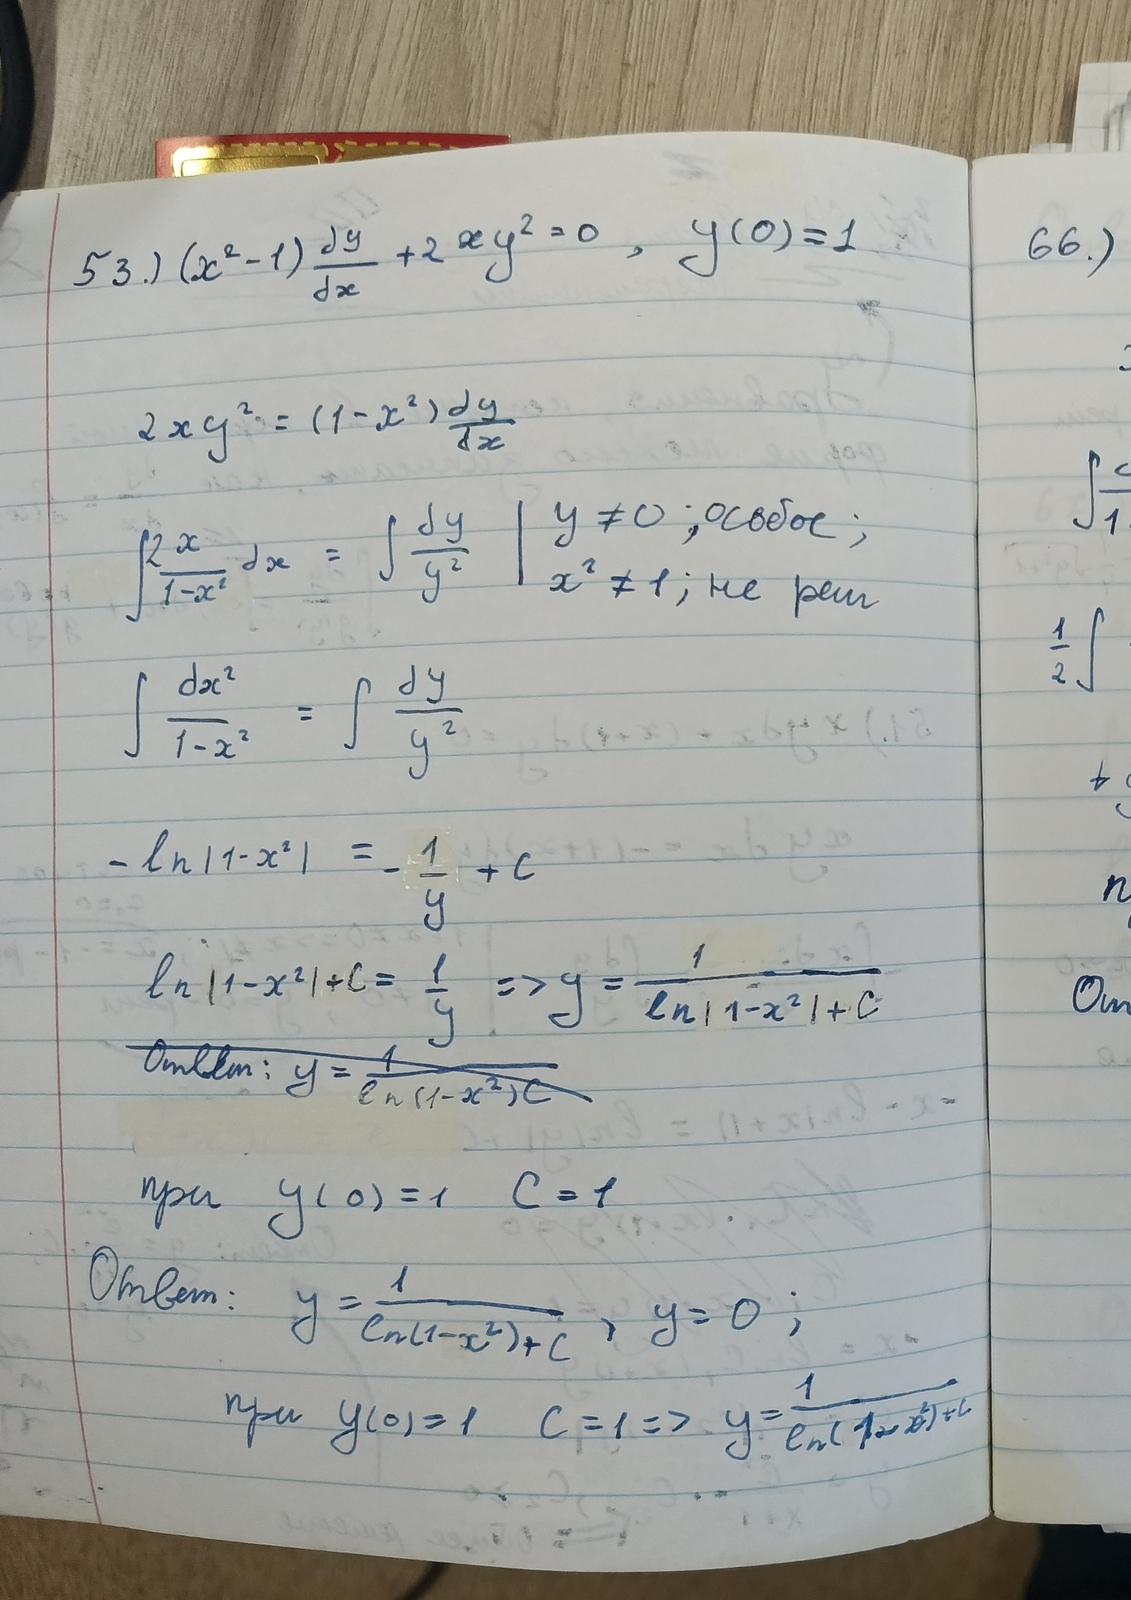 53.) (x² - 1) dy/dx + 2xy² = 0 , y(0) = 1
66.)
2xy² = (1 - x²) dy/dx
∫ 2x/(1-x²) dx = ∫ dy/y² | y ≠ 0 ; особое ;
x² ≠ 1 ; не реш
∫ dx²/(1-x²) = ∫ dy/y²
1/2 ∫
- ln |1-x²| = - 1/y + C
ln |1-x²| + C = 1/y => y = 1/(ln |1-x²| + C)
Ответ: y = 1/(ln(1-x²)C)
при y(0) = 1 C = 1
Ответ: y = 1/(ln(1-x²)+C) , y = 0 ;
при y(0) = 1 C = 1 => y = 1/(ln(1-x²)+C